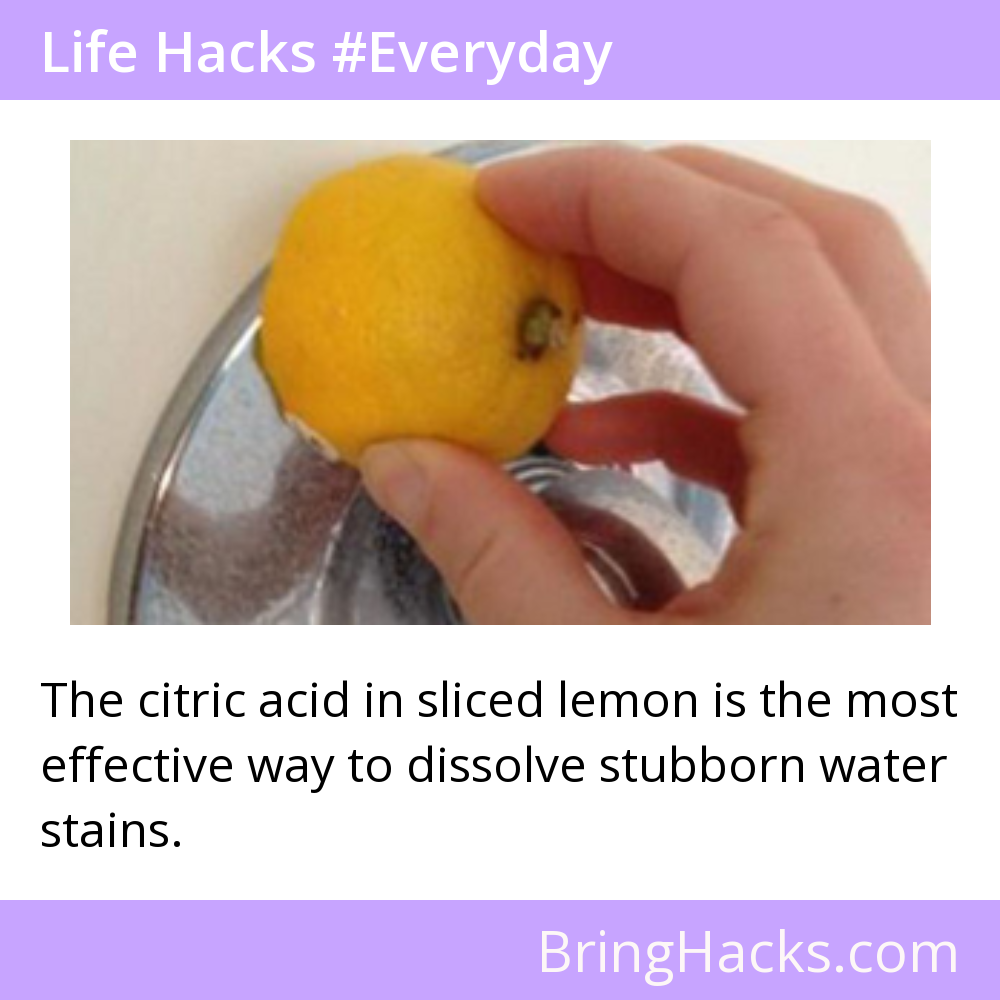 Life Hacks #Everyday
The citric acid in sliced lemon is the most
effective way to dissolve stubborn water
stains.
BringHacks.com